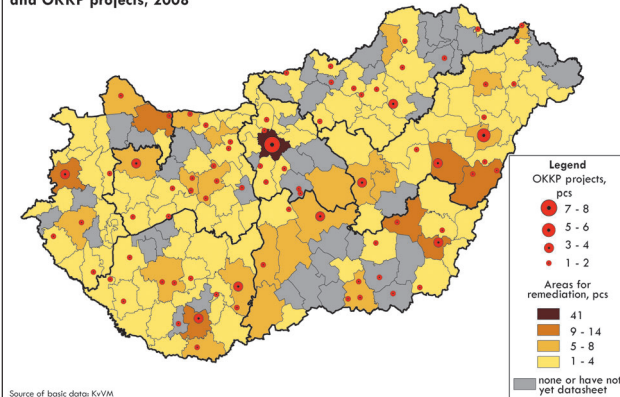 and OKKP projects, 2008
Legend
OKKP projects,
pcs
7 - 8
5 - 6
3 - 4
1 - 2
Areas for
remediation, pcs
41
9 - 14
5 - 8
1 - 4
none or have not
yet datasheet
Source of basic data: KvVM